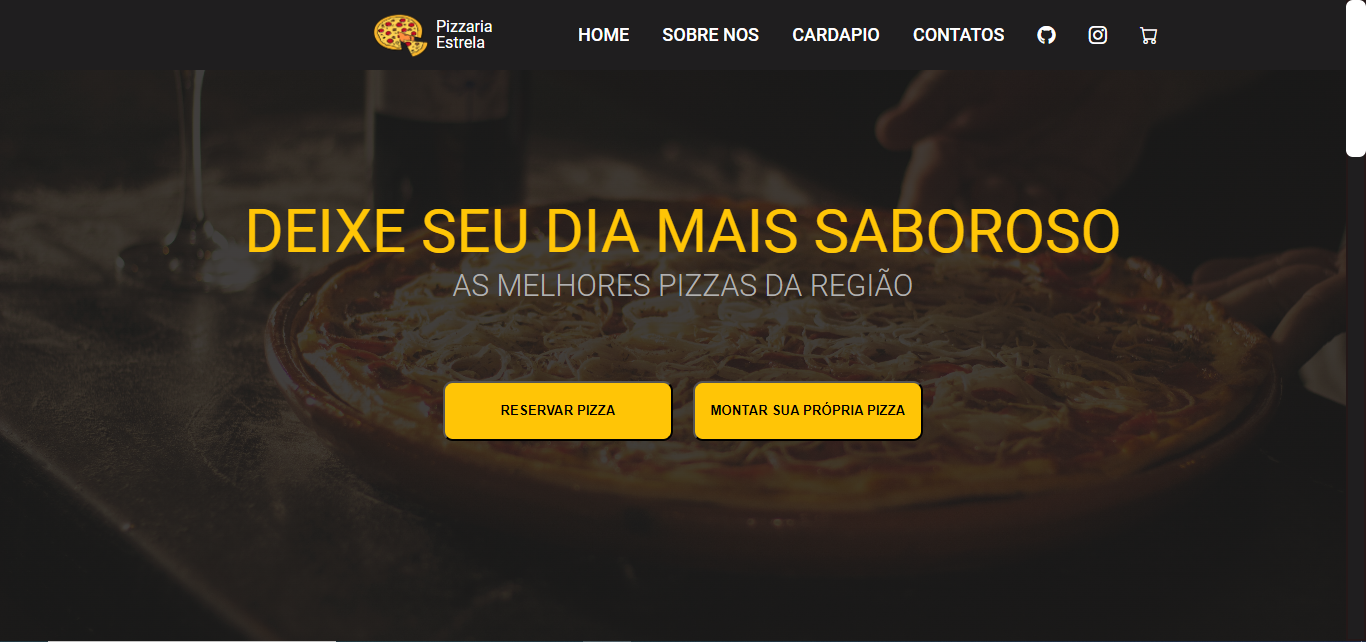 Pizzaria
Estrela
HOME SOBRE NOS CARDAPIO CONTATOS
DEIXE SEU DIA MAIS SABOROSO
AS MELHORES PIZZAS DA REGIÃO
RESERVAR PIZZA MONTAR SUA PRÓPRIA PIZZA